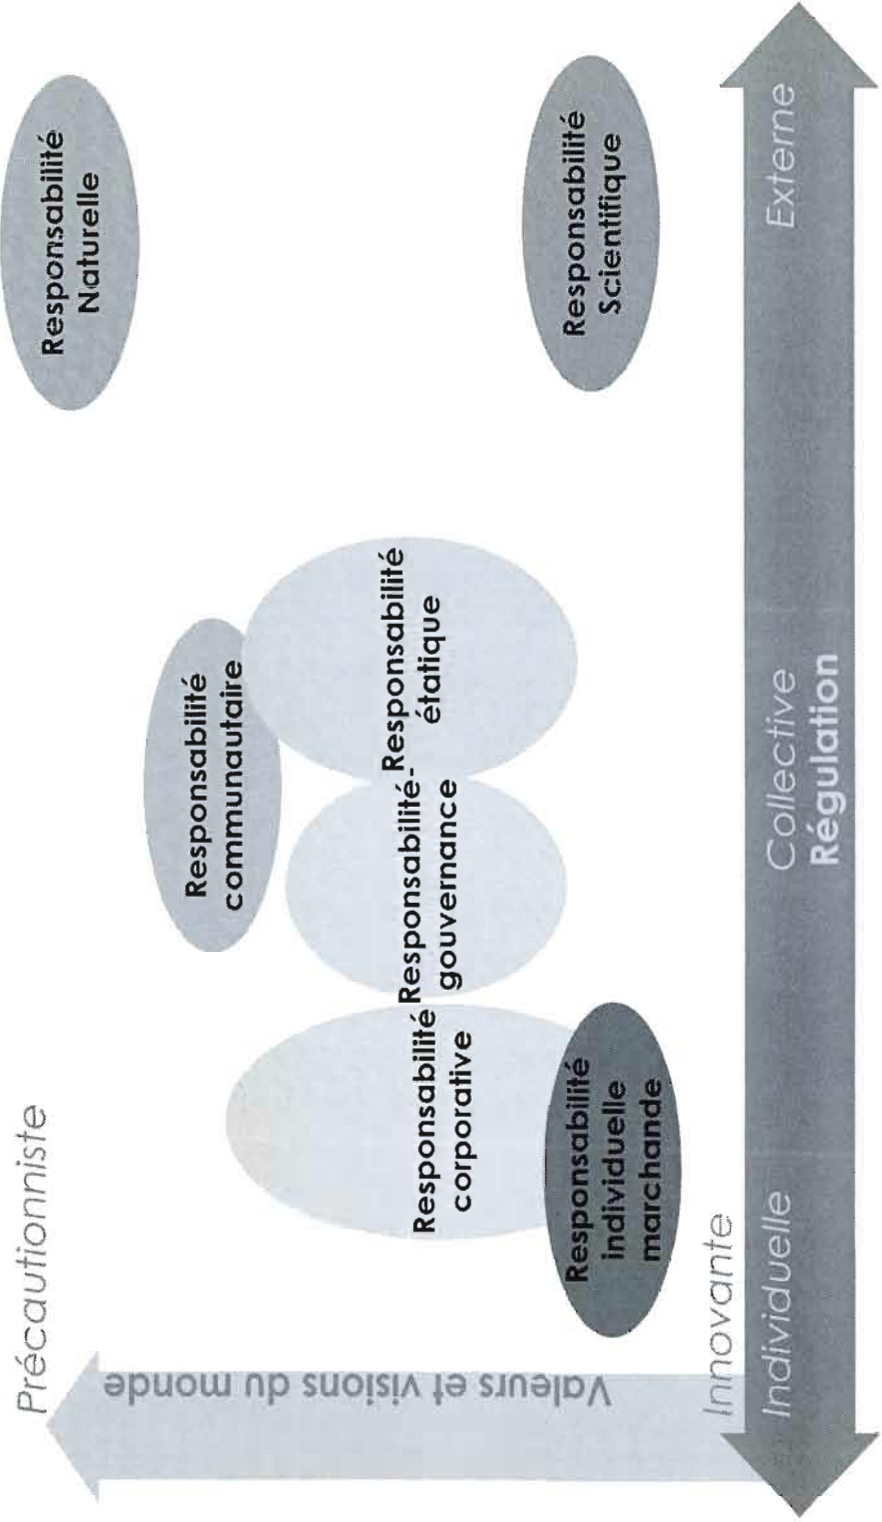 Précautionniste
Valeurs et visions du monde
Innovante
Responsabilité
Naturelle
Responsabilité
communautaire
Responsabilité
corporative
Responsabilité-
gouvernance
Responsabilité
étatique
Responsabilité
individuelle
marchande
Responsabilité
Scientifique
Individuelle
Collective
Externe
Régulation